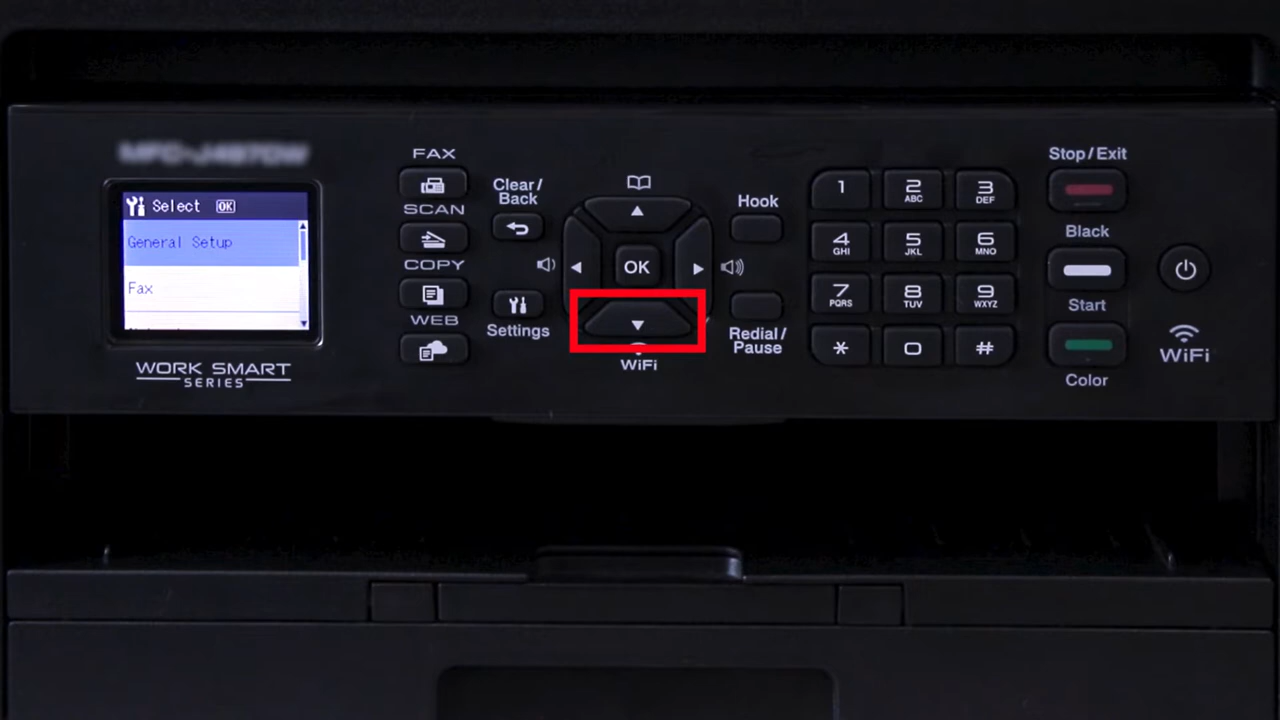 Select OK
General Setup
Fax
WORK SMART
SERIES
FAX
SCAN
COPY
WEB
Clear/
Back
Settings
OK
WiFi
Hook
Redial/
Pause
1
2
ABC
3
DEF
4
GHI
5
JKL
6
MNO
7
PQRS
8
TUV
9
WXYZ
*
0
#
Stop/Exit
Black
Start
Color
WiFi